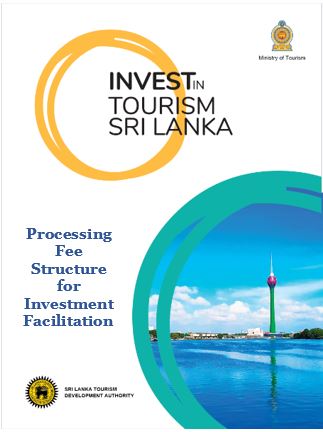 Ministry of Tourism
INVEST IN
TOURISM
SRI LANKA
Processing
Fee
Structure
for
Investment
Facilitation
SRI LANKA TOURISM
DEVELOPMENT AUTHORITY